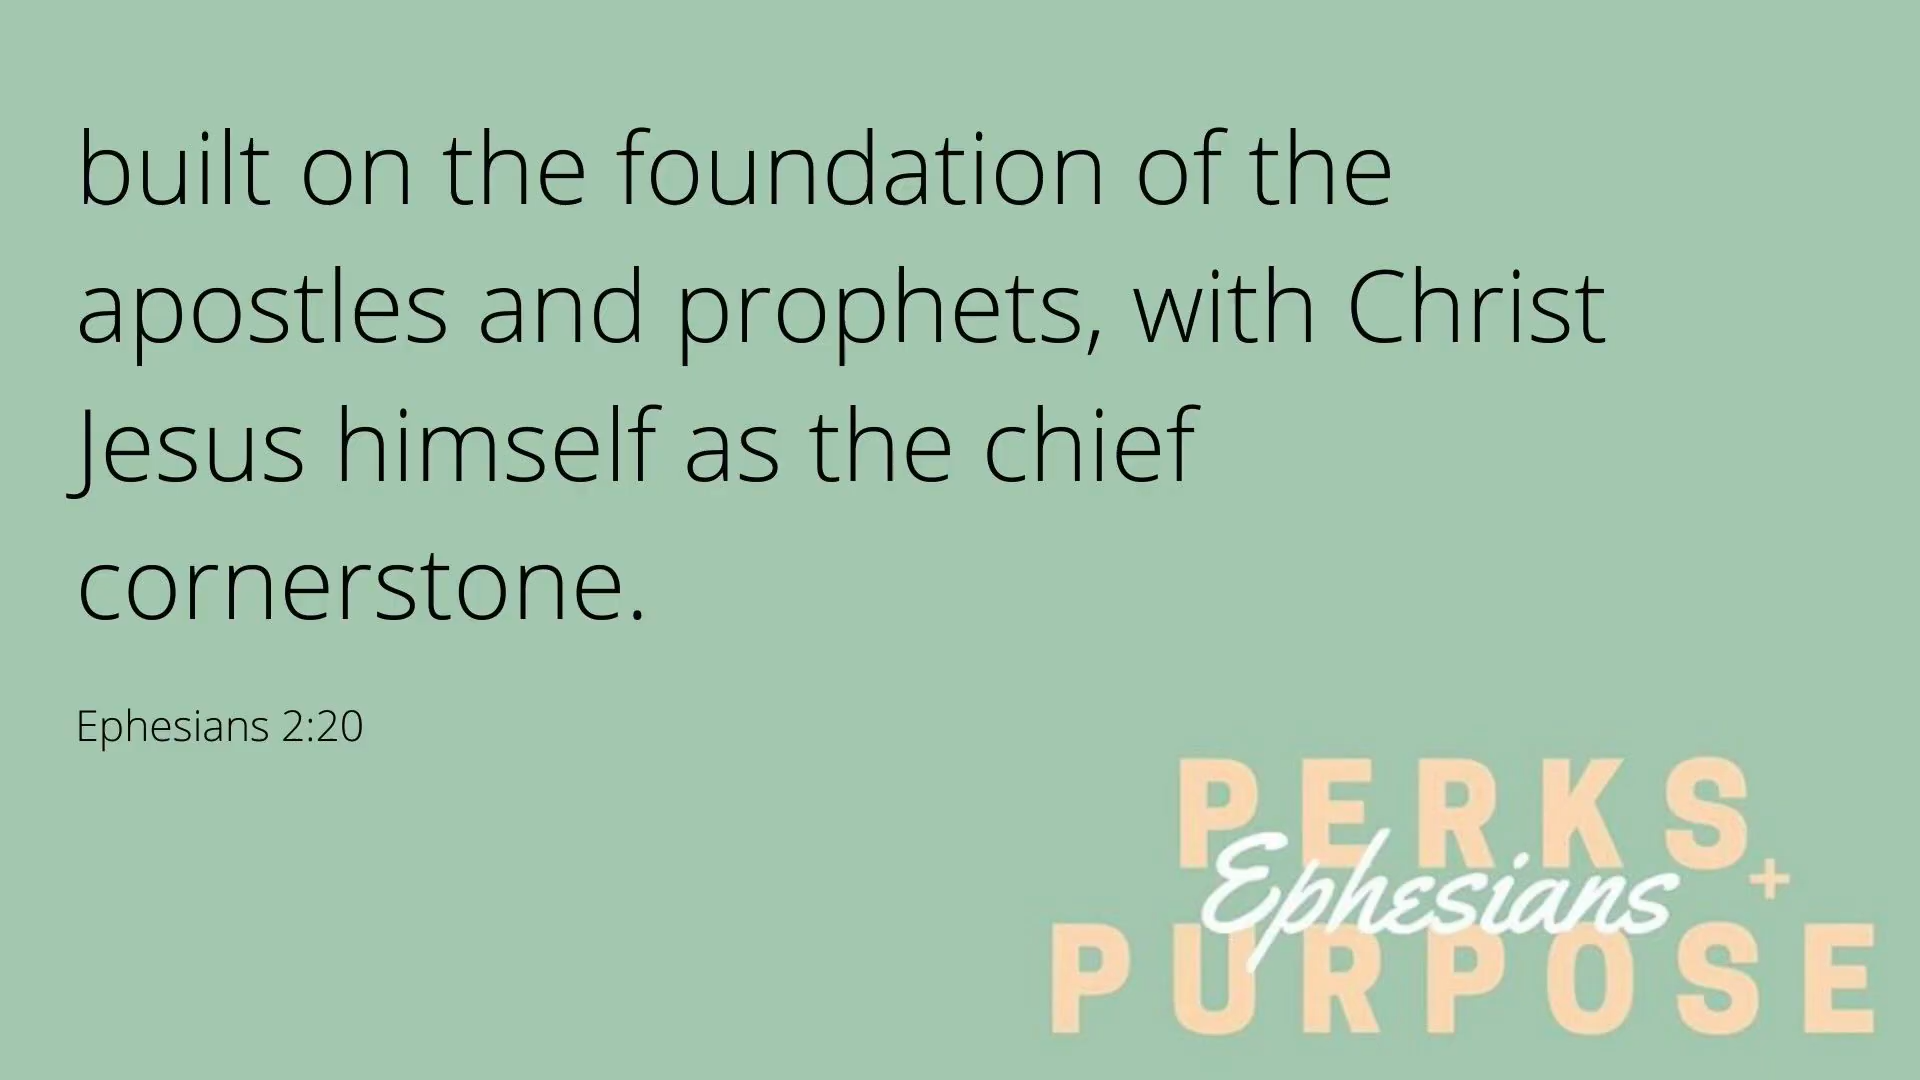 built on the foundation of the
apostles and prophets, with Christ
Jesus himself as the chief
cornerstone.
Ephesians 2:20
PERKS
Ephesians
+
PURPOSE